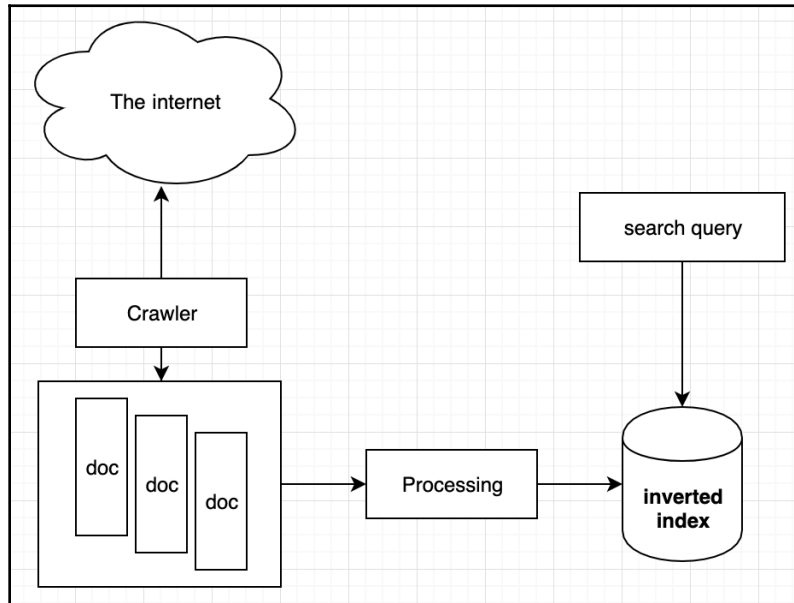 The internet
search query
Crawler
doc
doc
doc
Processing
inverted
index